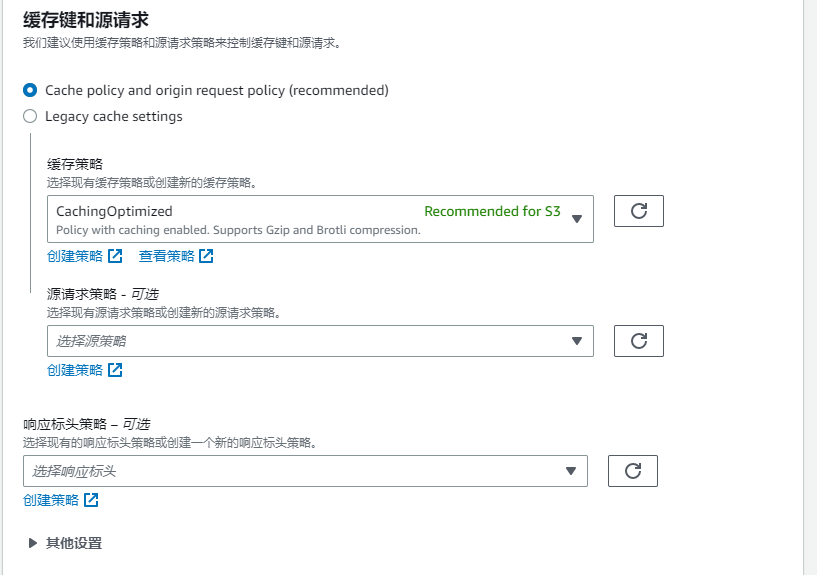 缓存键和源请求
我们建议使用缓存策略和源请求策略来控制缓存键和源请求。
Cache policy and origin request policy (recommended)
Legacy cache settings
缓存策略
选择现有缓存策略或创建新的缓存策略。
CachingOptimized Recommended for S3
Policy with caching enabled. Supports Gzip and Brotli compression.
创建策略 查看策略
源请求策略 - 可选
选择现有源请求策略或创建新的源请求策略。
选择源策略
创建策略
响应标头策略 – 可选
选择现有的响应标头策略或创建一个新的响应标头策略。
选择响应标头
创建策略
其他设置